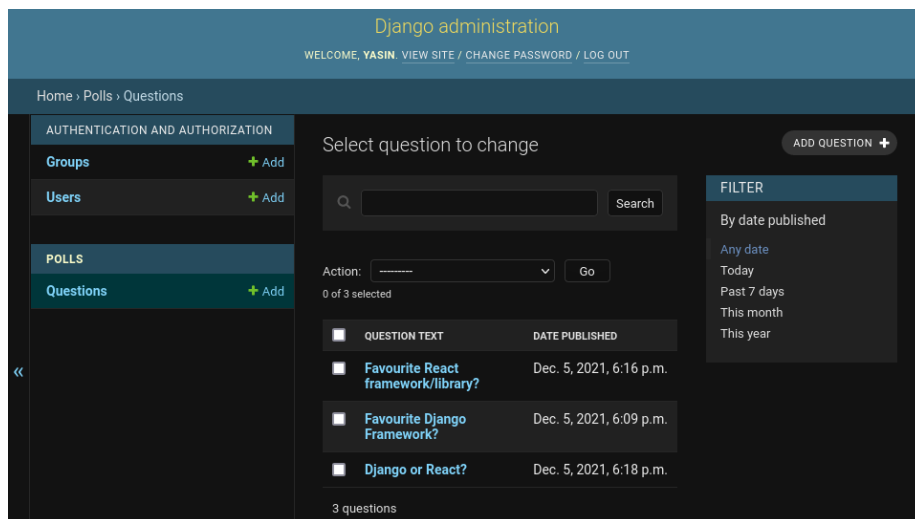 Django administration
WELCOME, YASIN. VIEW SITE / CHANGE PASSWORD / LOG OUT
Home › Polls › Questions
AUTHENTICATION AND AUTHORIZATION
Groups + Add
Users + Add
POLLS
Questions + Add
«
Select question to change
ADD QUESTION +
Search
Action: --------- Go
0 of 3 selected
QUESTION TEXT DATE PUBLISHED
Favourite React Dec. 5, 2021, 6:16 p.m.
framework/library?
Favourite Django Dec. 5, 2021, 6:09 p.m.
Framework?
Django or React? Dec. 5, 2021, 6:18 p.m.
3 questions
FILTER
By date published
Any date
Today
Past 7 days
This month
This year